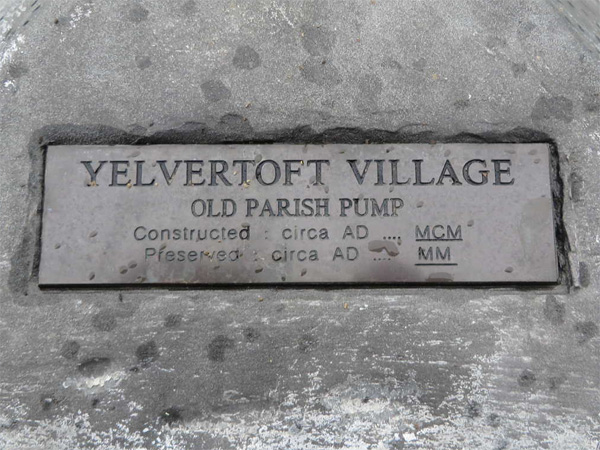 YELVERTOFT VILLAGE
OLD PARISH PUMP
Constructed : circa AD .... MCM
Preserved : circa AD .... MM